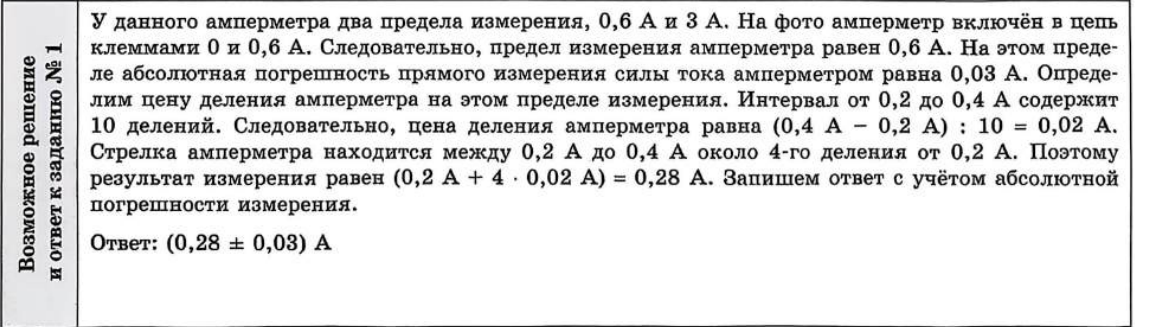 Возможное решение
и ответ к заданию № 1
У данного амперметра два предела измерения, 0,6 А и 3 А. На фото амперметр включён в цепь
клеммами 0 и 0,6 А. Следовательно, предел измерения амперметра равен 0,6 А. На этом преде-
ле абсолютная погрешность прямого измерения силы тока амперметром равна 0,03 А. Опреде-
лим цену деления амперметра на этом пределе измерения. Интервал от 0,2 до 0,4 А содержит
10 делений. Следовательно, цена деления амперметра равна (0,4 А − 0,2 А) : 10 = 0,02 А.
Стрелка амперметра находится между 0,2 А до 0,4 А около 4-го деления от 0,2 А. Поэтому
результат измерения равен (0,2 А + 4 · 0,02 А) = 0,28 А. Запишем ответ с учётом абсолютной
погрешности измерения.
Ответ: (0,28 ± 0,03) А